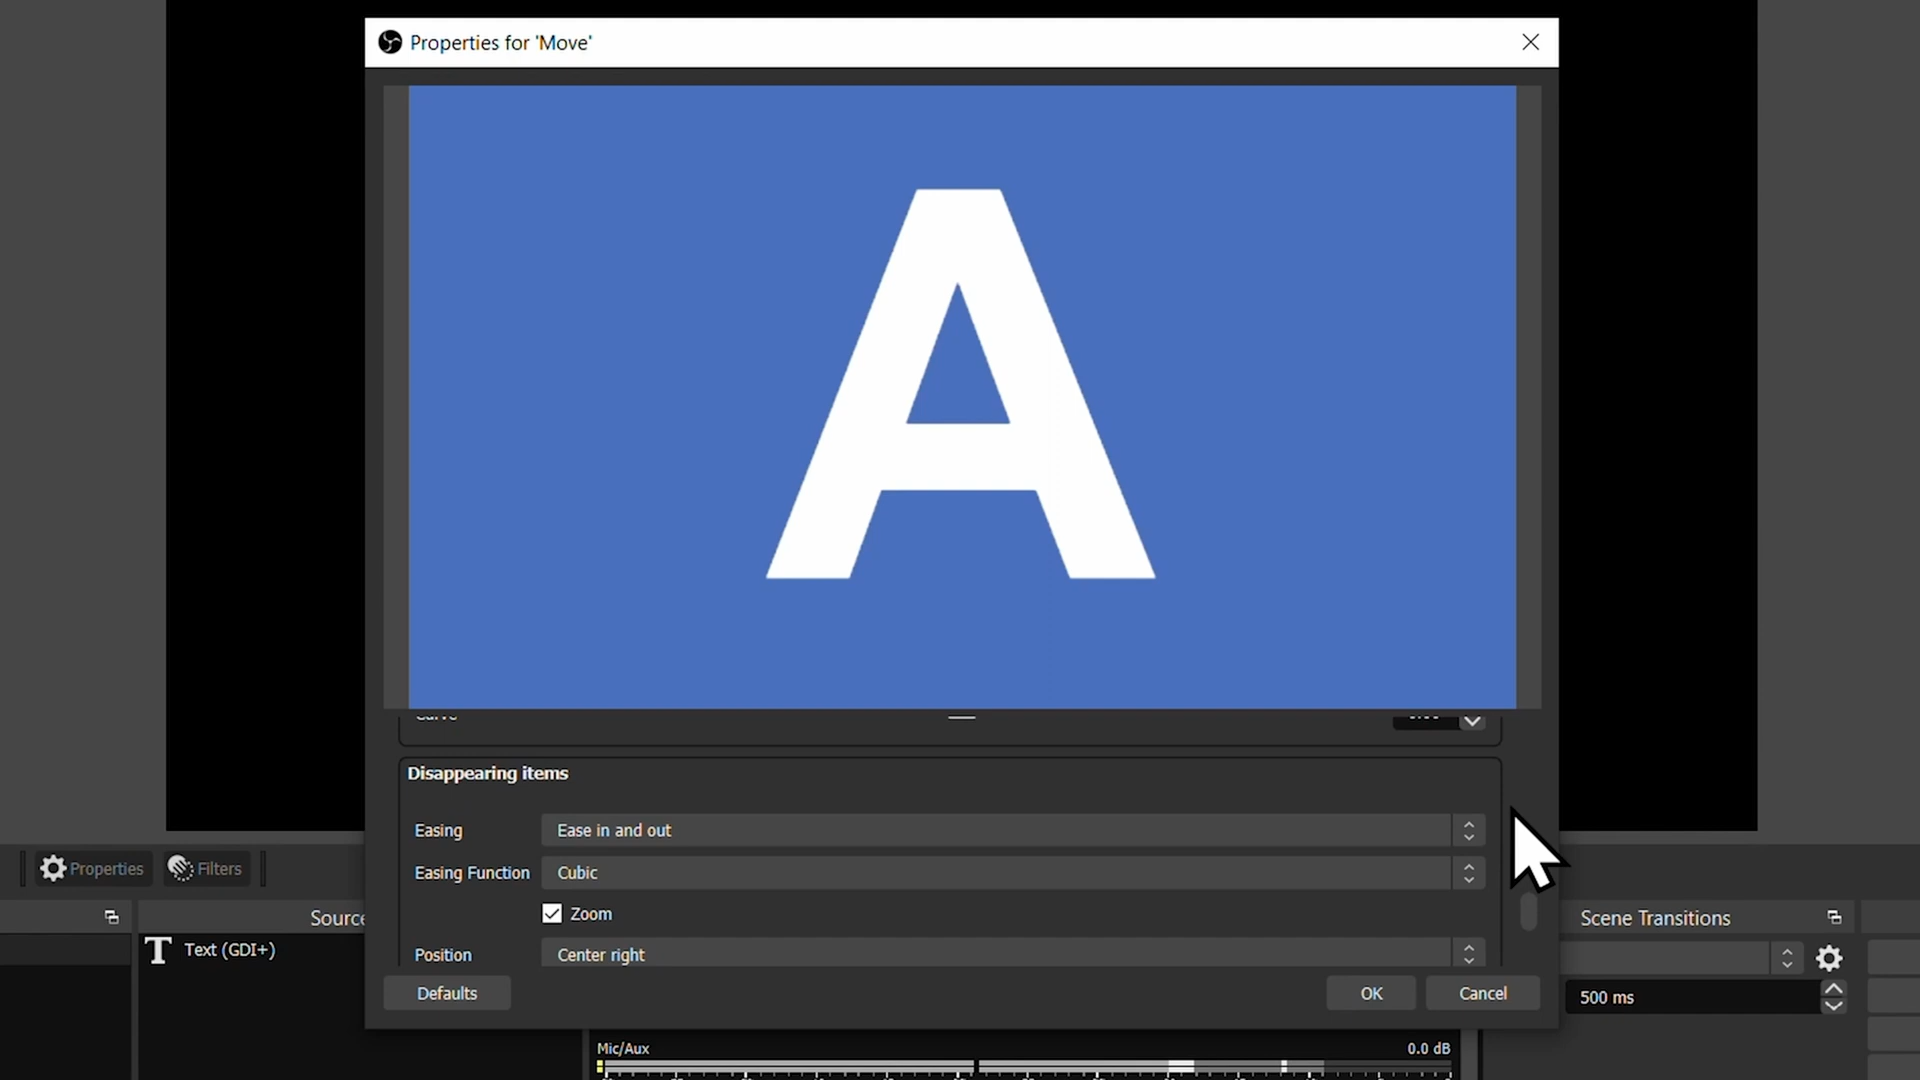 Properties for 'Move'
A
Curve
Disappearing items
Easing
Ease in and out
Easing Function
Cubic
Zoom
Position
Center right
Defaults
OK
Cancel
Properties
Filters
Source
Text (GDI+)
Scene Transitions
500 ms
Mic/Aux
0.0 dB